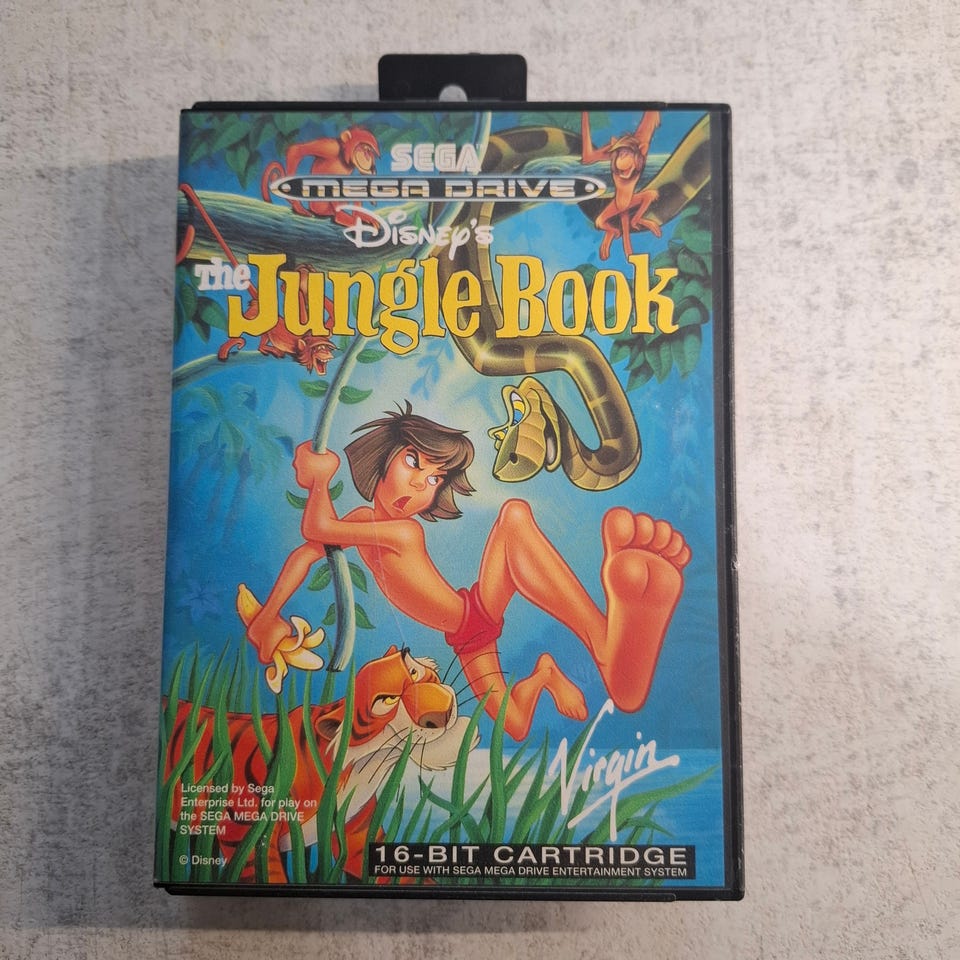 SEGA
MEGA DRIVE
Disney's
The Jungle Book
Virgin
Licensed by Sega
Enterprise Ltd. for play on
the SEGA MEGA DRIVE
SYSTEM
© Disney
16-BIT CARTRIDGE
FOR USE WITH SEGA MEGA DRIVE ENTERTAINMENT SYSTEM